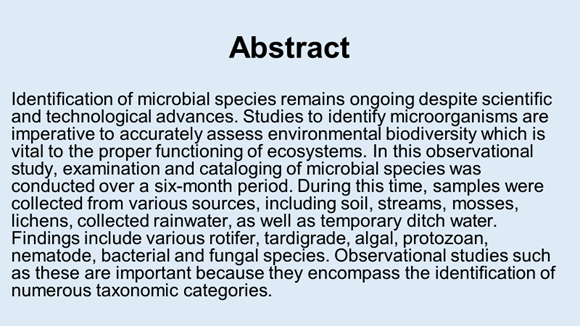 Abstract
Identification of microbial species remains ongoing despite scientific
and technological advances. Studies to identify microorganisms are
imperative to accurately assess environmental biodiversity which is
vital to the proper functioning of ecosystems. In this observational
study, examination and cataloging of microbial species was
conducted over a six-month period. During this time, samples were
collected from various sources, including soil, streams, mosses,
lichens, collected rainwater, as well as temporary ditch water.
Findings include various rotifer, tardigrade, algal, protozoan,
nematode, bacterial and fungal species. Observational studies such
as these are important because they encompass the identification of
numerous taxonomic categories.